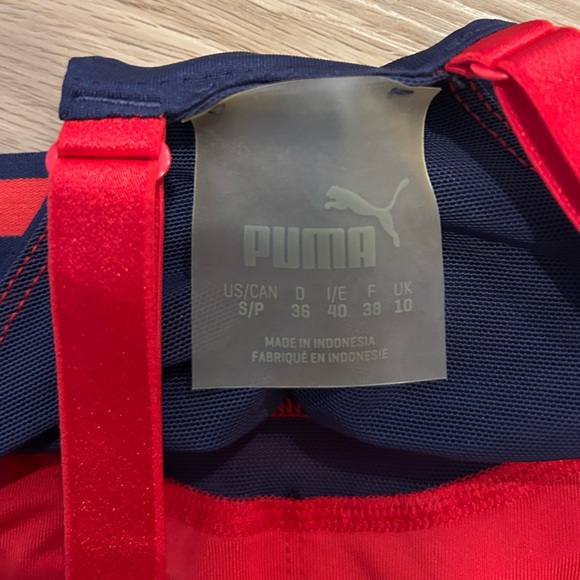 PUMA
US/CAN D I/E F UK
S/P 36 40 38 10
MADE IN INDONESIA
FABRIQUÉ EN INDONESIE